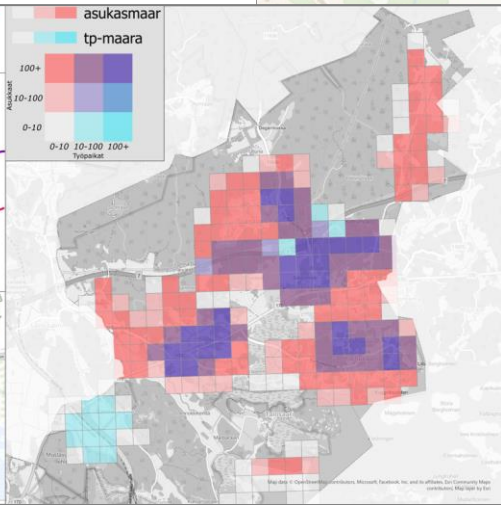 asukasmaar
tp-maara
100+
10-100
0-10
Asukkaat
0-10 10-100 100+
Työpaikat
Map data © OpenStreetMap contributors, Microsoft, Facebook, Inc. and its affiliates, Esri Community Maps
contributors, Map layer by Esri